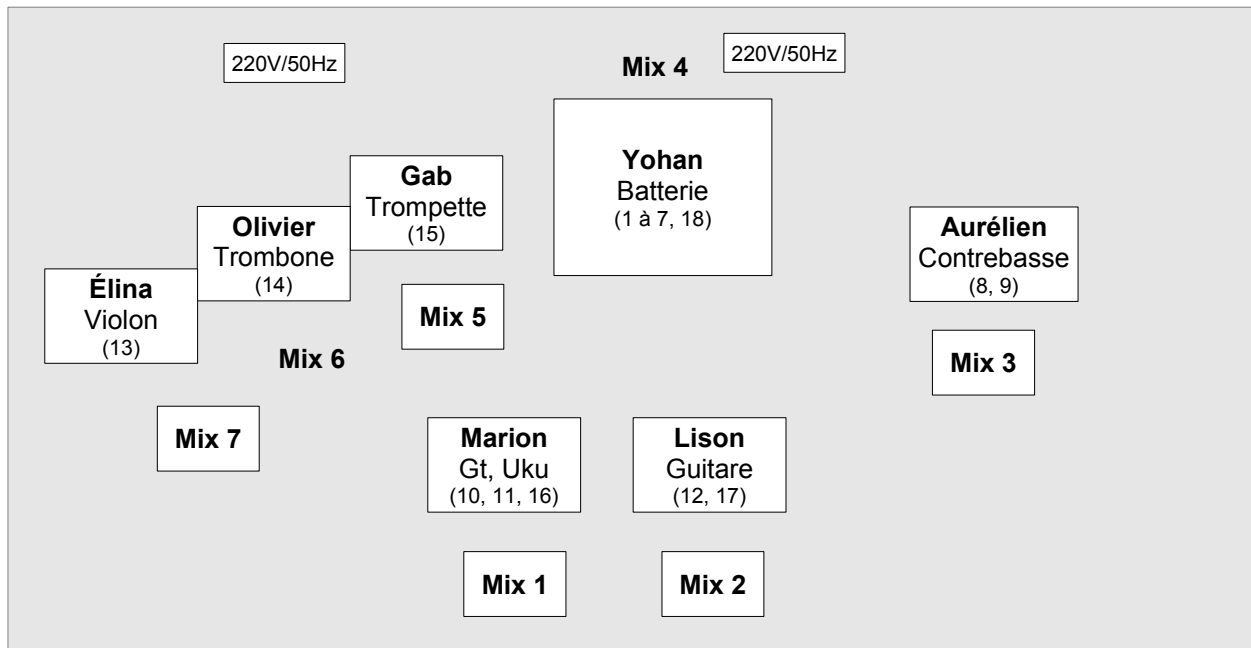 220V/50Hz
Mix 4
220V/50Hz
Yohan
Batterie
(1 à 7, 18)
Gab
Trompette
(15)
Olivier
Trombone
(14)
Aurélien
Contrebasse
(8, 9)
Élina
Violon
(13)
Mix 5
Mix 6
Mix 3
Mix 7
Marion
Gt, Uku
(10, 11, 16)
Lison
Guitare
(12, 17)
Mix 1
Mix 2